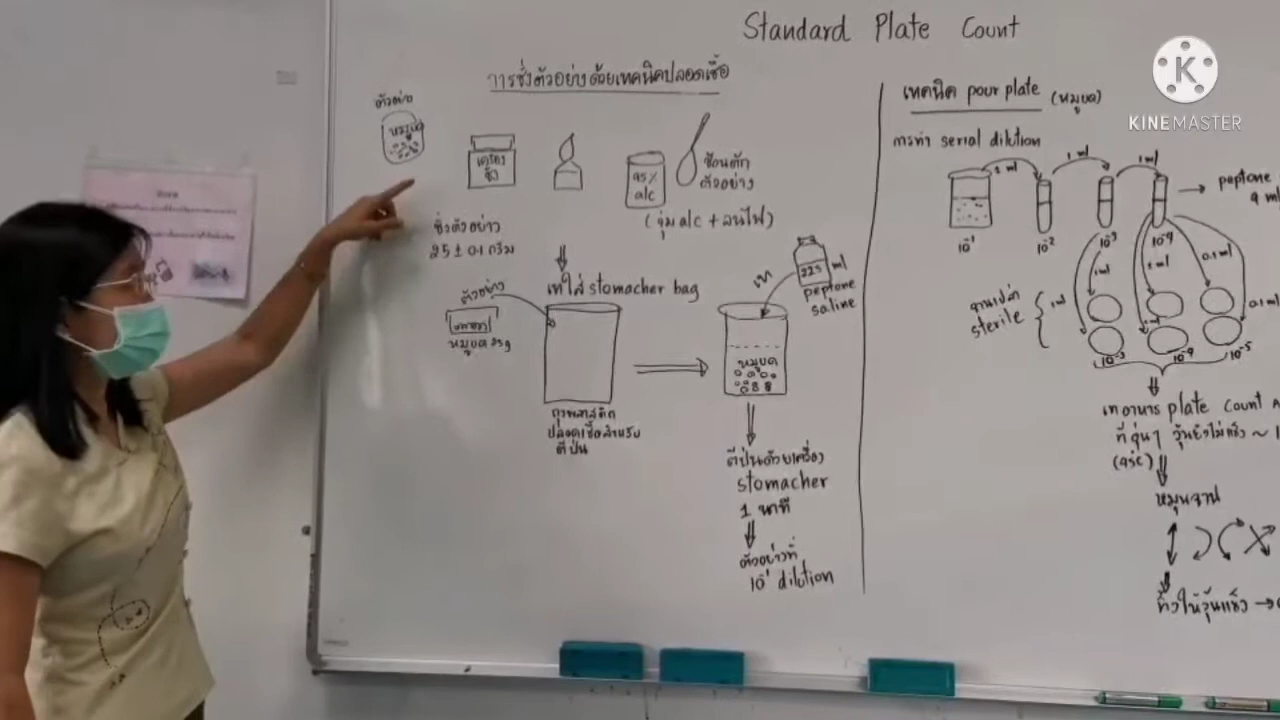 Standard Plate Count
การชั่งตัวอย่างด้วยเทคนิคปลอดเชื้อ
ตัวอย่าง
หมูบด
เครื่อง
ชั่ง
95%
alc
ช้อนตัก
ตัวอย่าง
(จุ่ม alc + ลนไฟ)
ชั่งตัวอย่าง
25 ± 0.1 กรัม
เทใส่ stomacher bag
ตัวอย่าง
หมูบด 25g
ถุงพลาสติก
ปลอดเชื้อสำหรับ
ตีปั่น
เท
225 ml
peptone
saline
หมูบด
ตีปั่นด้วยเครื่อง
stomacher
1 นาที
ตัวอย่างที่
10⁻¹ dilution
เทคนิค pour plate (หมูบด)
การทำ serial dilution
1 ml
1 ml
1 ml
peptone
9 ml
10⁻¹
10⁻²
10⁻³
10⁻⁴
1 ml
1 ml
0.1 ml
จานเปล่า
sterile
1 ml
0.1 ml
10⁻³
10⁻⁴
10⁻⁵
เทอาหาร plate count A
ที่อุ่นๆ วุ้นยังไม่แข็ง ~ 1
(45°c)
หมุนจาน
ทิ้งให้วุ้นแข็ง →
KINEMASTER